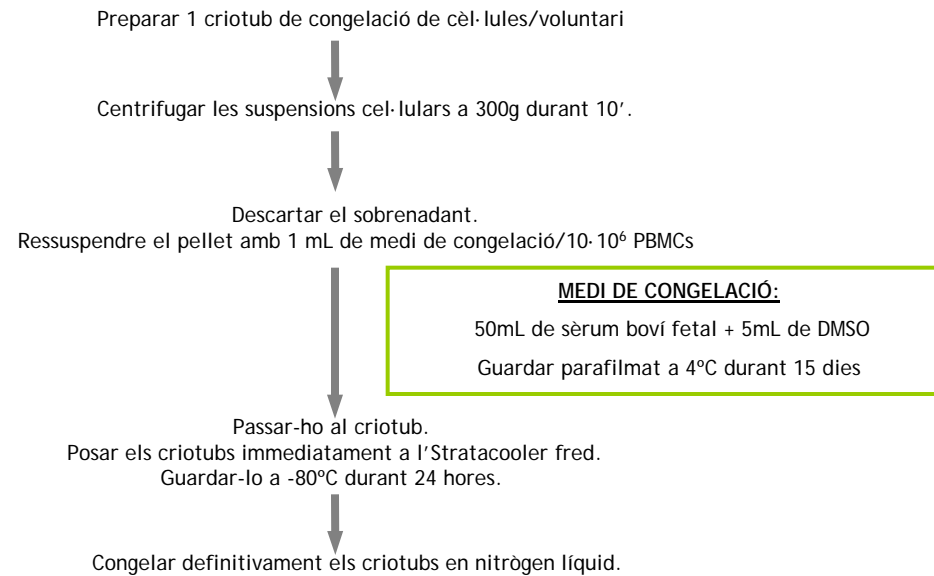 Preparar 1 criotub de congelació de cèl·lules/voluntari
Centrifugar les suspensions cel·lulars a 300g durant 10’.
Descartar el sobrenadant.
Ressuspendre el pellet amb 1 mL de medi de congelació/10·10⁶ PBMCs
MEDI DE CONGELACIÓ:
50mL de sèrum boví fetal + 5mL de DMSO
Guardar parafilmat a 4ºC durant 15 dies
Passar-ho al criotub.
Posar els criotubs immediatament a l’Stratacooler fred.
Guardar-lo a -80ºC durant 24 hores.
Congelar definitivament els criotubs en nitrògen líquid.